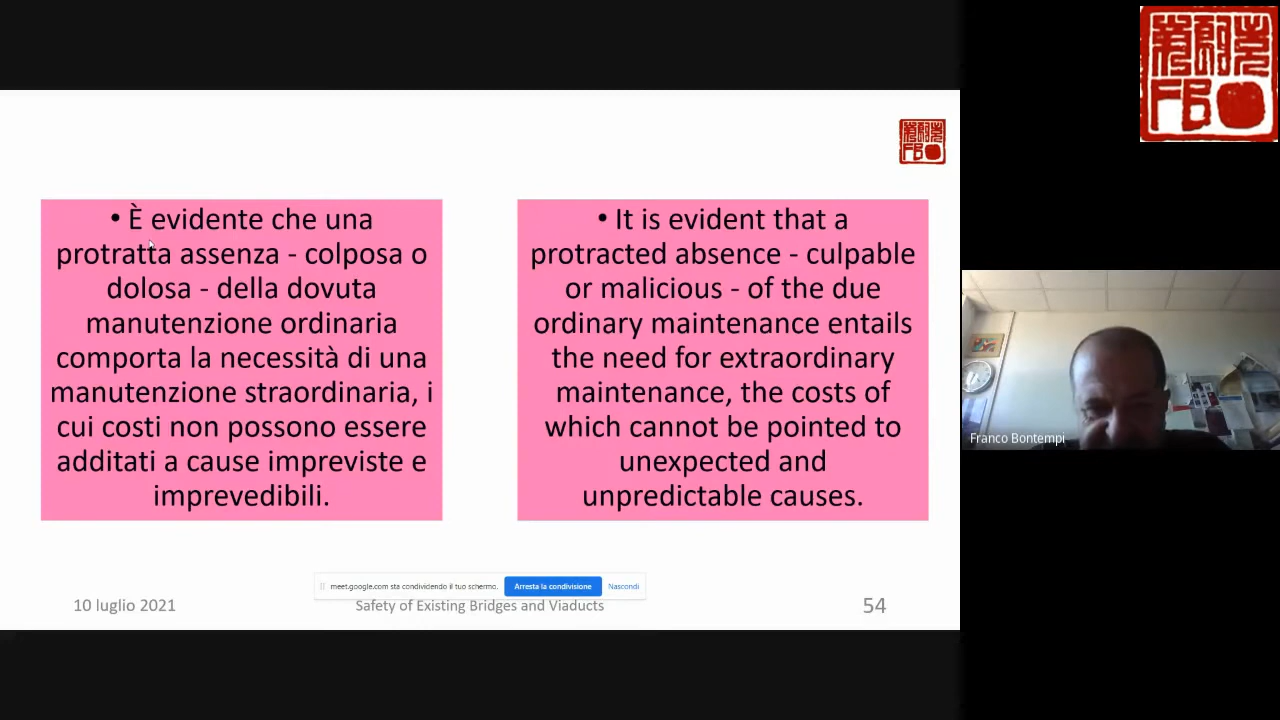 • È evidente che una
protratta assenza - colposa o
dolosa - della dovuta
manutenzione ordinaria
comporta la necessità di una
manutenzione straordinaria, i
cui costi non possono essere
additati a cause impreviste e
imprevedibili.
• It is evident that a
protracted absence - culpable
or malicious - of the due
ordinary maintenance entails
the need for extraordinary
maintenance, the costs of
which cannot be pointed to
unexpected and
unpredictable causes.
meet.google.com sta condividendo il tuo schermo. Arresta la condivisione Nascondi
10 luglio 2021 Safety of Existing Bridges and Viaducts 54
Franco Bontempi